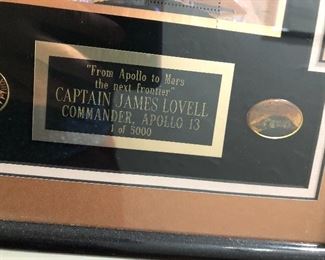 "From Apollo to Mars
the next frontier"
CAPTAIN JAMES LOVELL
COMMANDER, APOLLO 13
1 of 5000